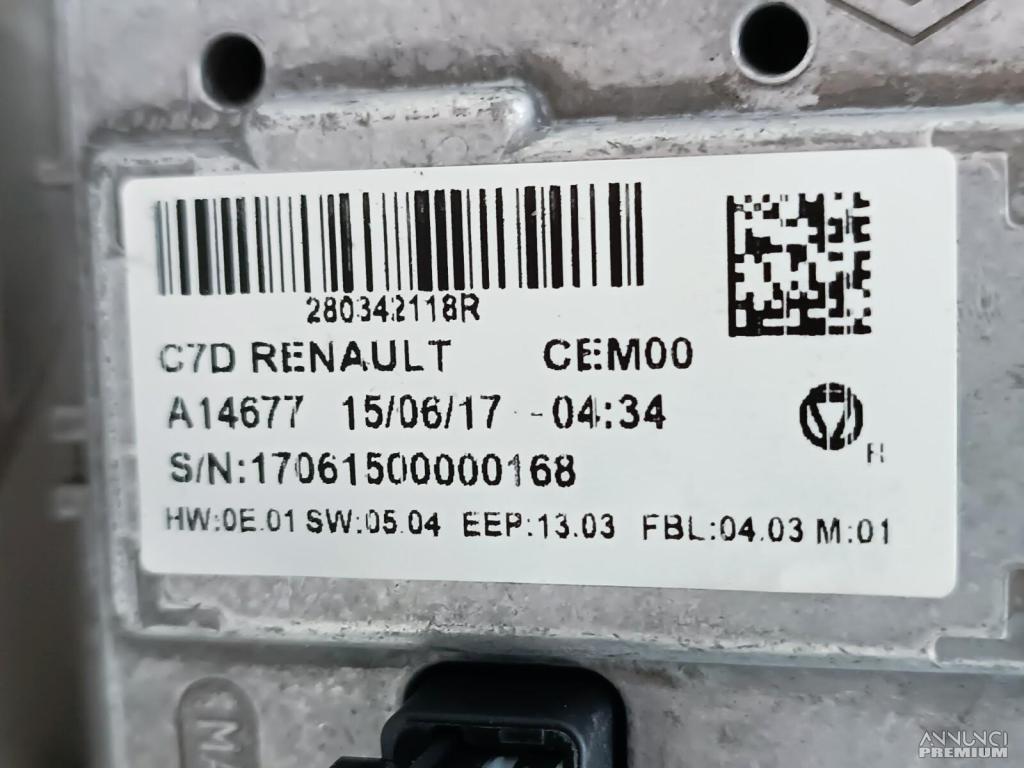 280342118R
C7D RENAULT CEM00
A14677 15/06/17 -04:34
S/N:17061500000168
HW:0E.01 SW:05.04 EEP:13.03 FBL:04.03 M:01
ANNUNCI
PREMIUM